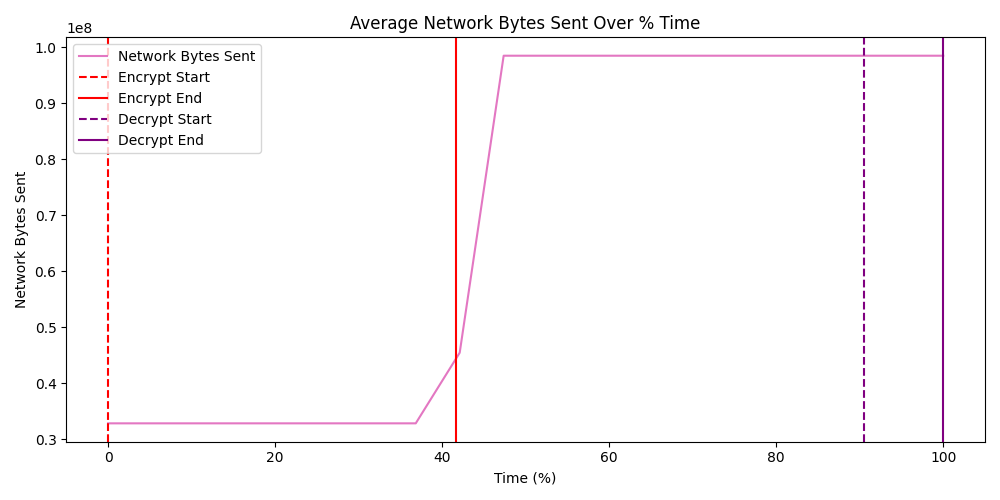 Average Network Bytes Sent Over % Time
1e8
1.0
0.9
0.8
0.7
0.6
0.5
0.4
0.3
Network Bytes Sent
Network Bytes Sent
Encrypt Start
Encrypt End
Decrypt Start
Decrypt End
0 20 40 60 80 100
Time (%)